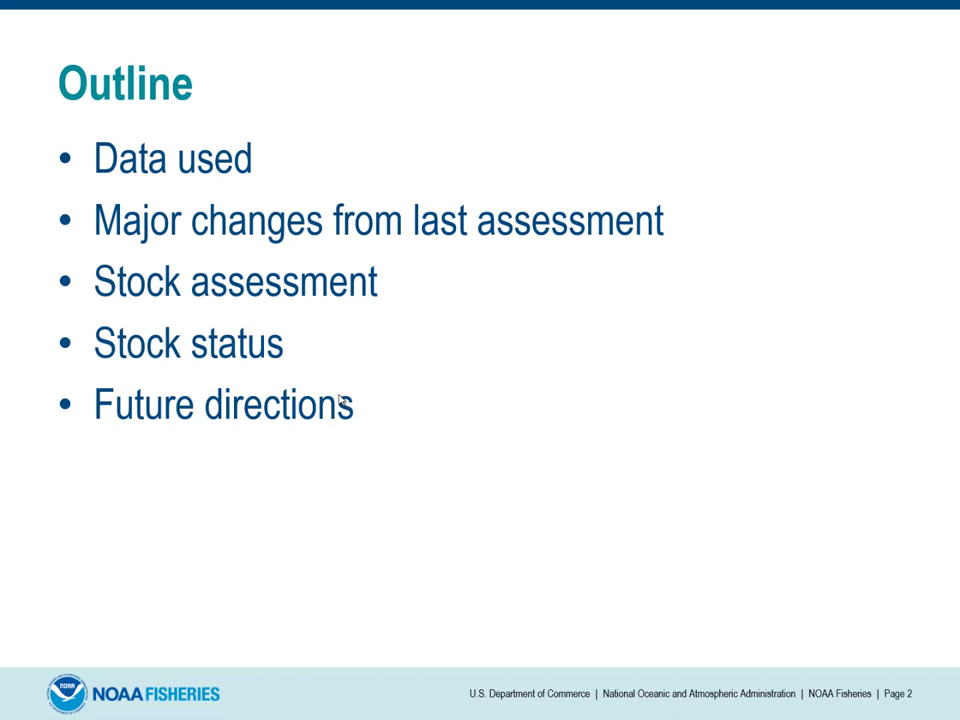 Outline
• Data used
• Major changes from last assessment
• Stock assessment
• Stock status
• Future directions
NOAA
NOAA FISHERIES
U.S. Department of Commerce | National Oceanic and Atmospheric Administration | NOAA Fisheries | Page 2